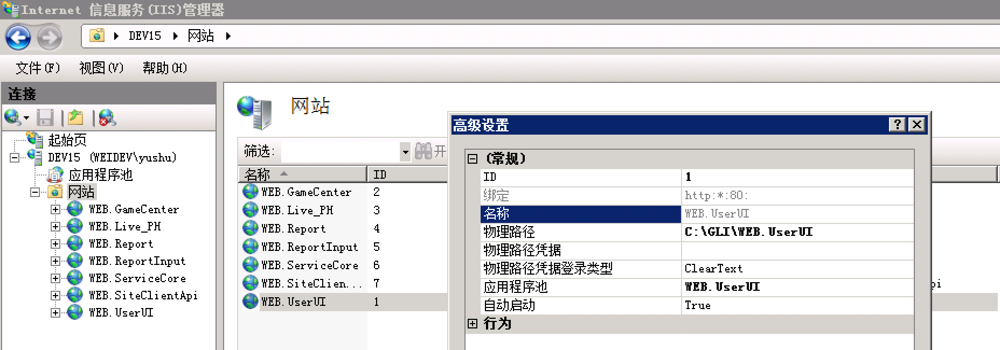 Internet 信息服务(IIS)管理器
DEV15 网站
文件(F) 视图(V) 帮助(H)
连接
起始页
DEV15 (WEIDEV\yushu)
应用程序池
网站
WEB.GameCenter
WEB.Live_PH
WEB.Report
WEB.ReportInput
WEB.ServiceCore
WEB.SiteClientApi
WEB.UserUI
网站
筛选: 开
名称 ID
WEB.GameCenter 2
WEB.Live_PH 3
WEB.Report 4
WEB.ReportInput 5
WEB.ServiceCore 6
WEB.SiteClien... 7
WEB.UserUI 1
高级设置
(常规)
ID 1
绑定 http:*:80:
名称 WEB.UserUI
物理路径 C:\GLI\WEB.UserUI
物理路径凭据
物理路径凭据登录类型 ClearText
应用程序池 WEB.UserUI
自动启动 True
行为